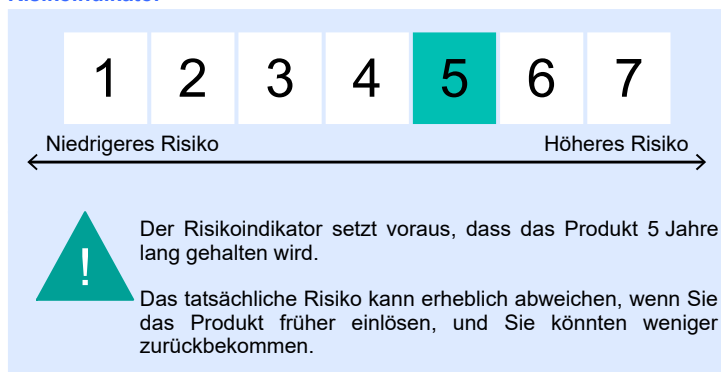 Risikoindikator
1 2 3 4 5 6 7
Niedrigeres Risiko Höheres Risiko
!
Der Risikoindikator setzt voraus, dass das Produkt 5 Jahre
lang gehalten wird.
Das tatsächliche Risiko kann erheblich abweichen, wenn Sie
das Produkt früher einlösen, und Sie könnten weniger
zurückbekommen.